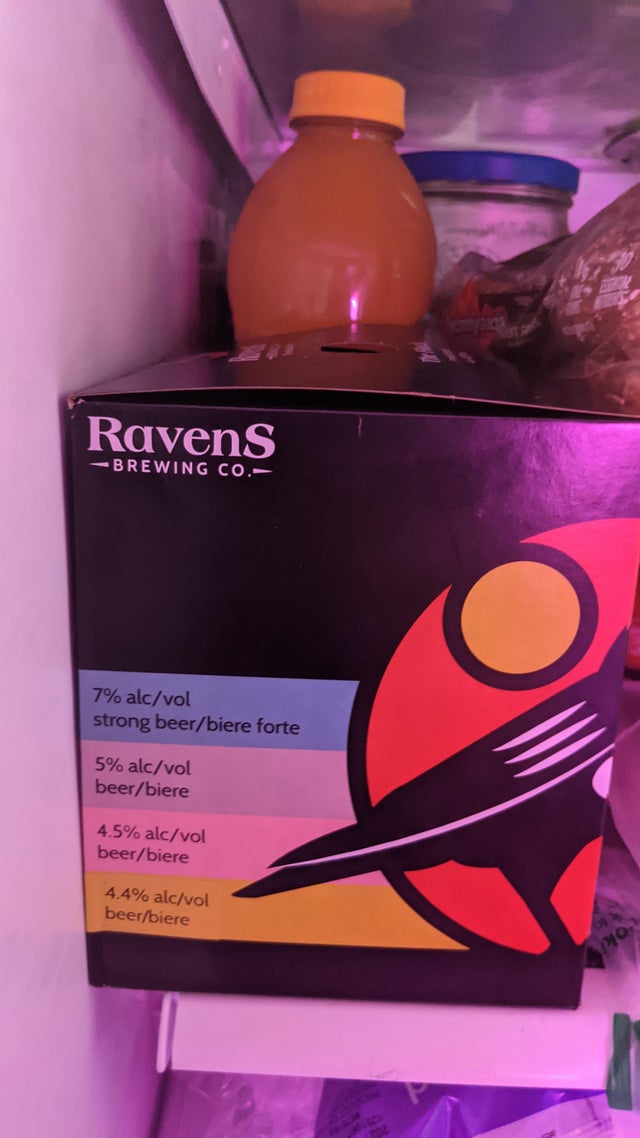 RavenS
BREWING CO.
7% alc/vol
strong beer/biere forte
5% alc/vol
beer/biere
4.5% alc/vol
beer/biere
4.4% alc/vol
beer/biere